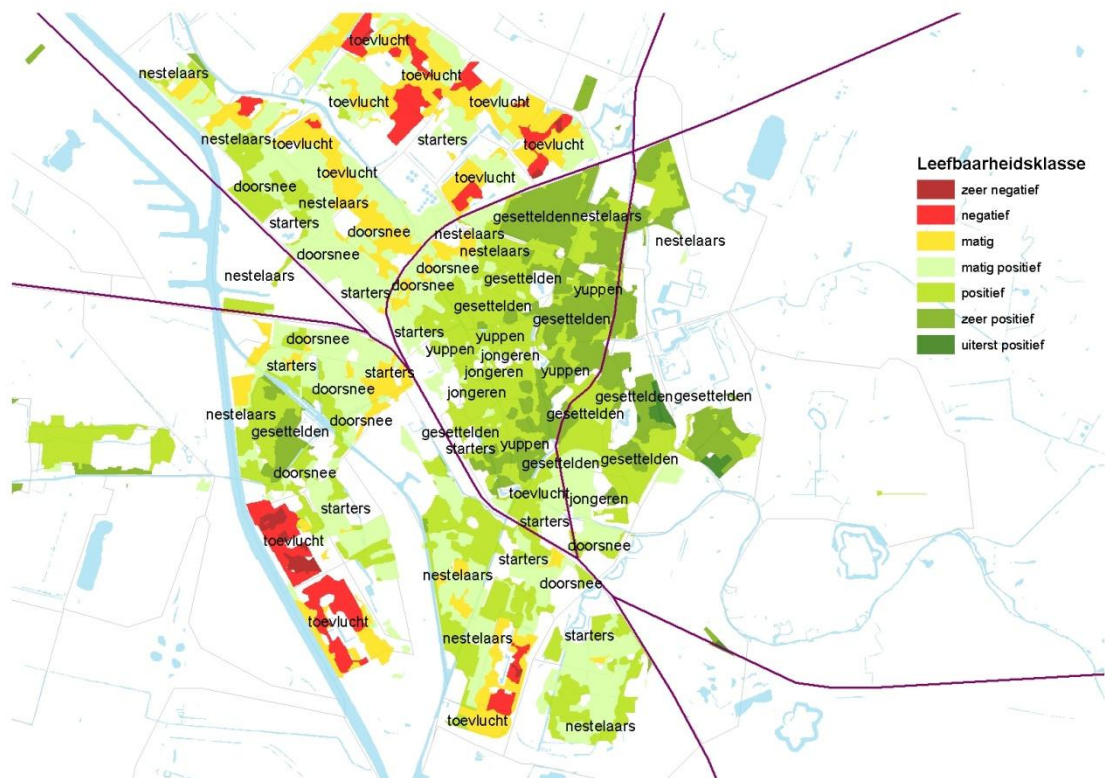 toevlucht
toevlucht
nestelaars
toevlucht
toevlucht
nestelaars
toevlucht
starters
toevlucht
Leefbaarheidsklasse
zeer negatief
negatief
matig
matig positief
positief
zeer positief
uiterst positief
toevlucht
toevlucht
doorsnee
nestelaars
gesettelden
nestelaars
starters
doorsnee
nestelaars
nestelaars
nestelaars
doorsnee
doorsnee
nestelaars
gesettelden
doorsnee
yuppen
starters
gesettelden
gesettelden
doorsnee
starters
yuppen
yuppen
jongeren
starters
starters
jongeren
yuppen
doorsnee
jongeren
gesettelden
gesettelden
nestelaars
doorsnee
gesettelden
gesettelden
gesettelden
starters
yuppen
doorsnee
gesettelden
gesettelden
toevlucht
jongeren
starters
starters
toevlucht
doorsnee
starters
nestelaars
doorsnee
toevlucht
nestelaars
starters
toevlucht
nestelaars